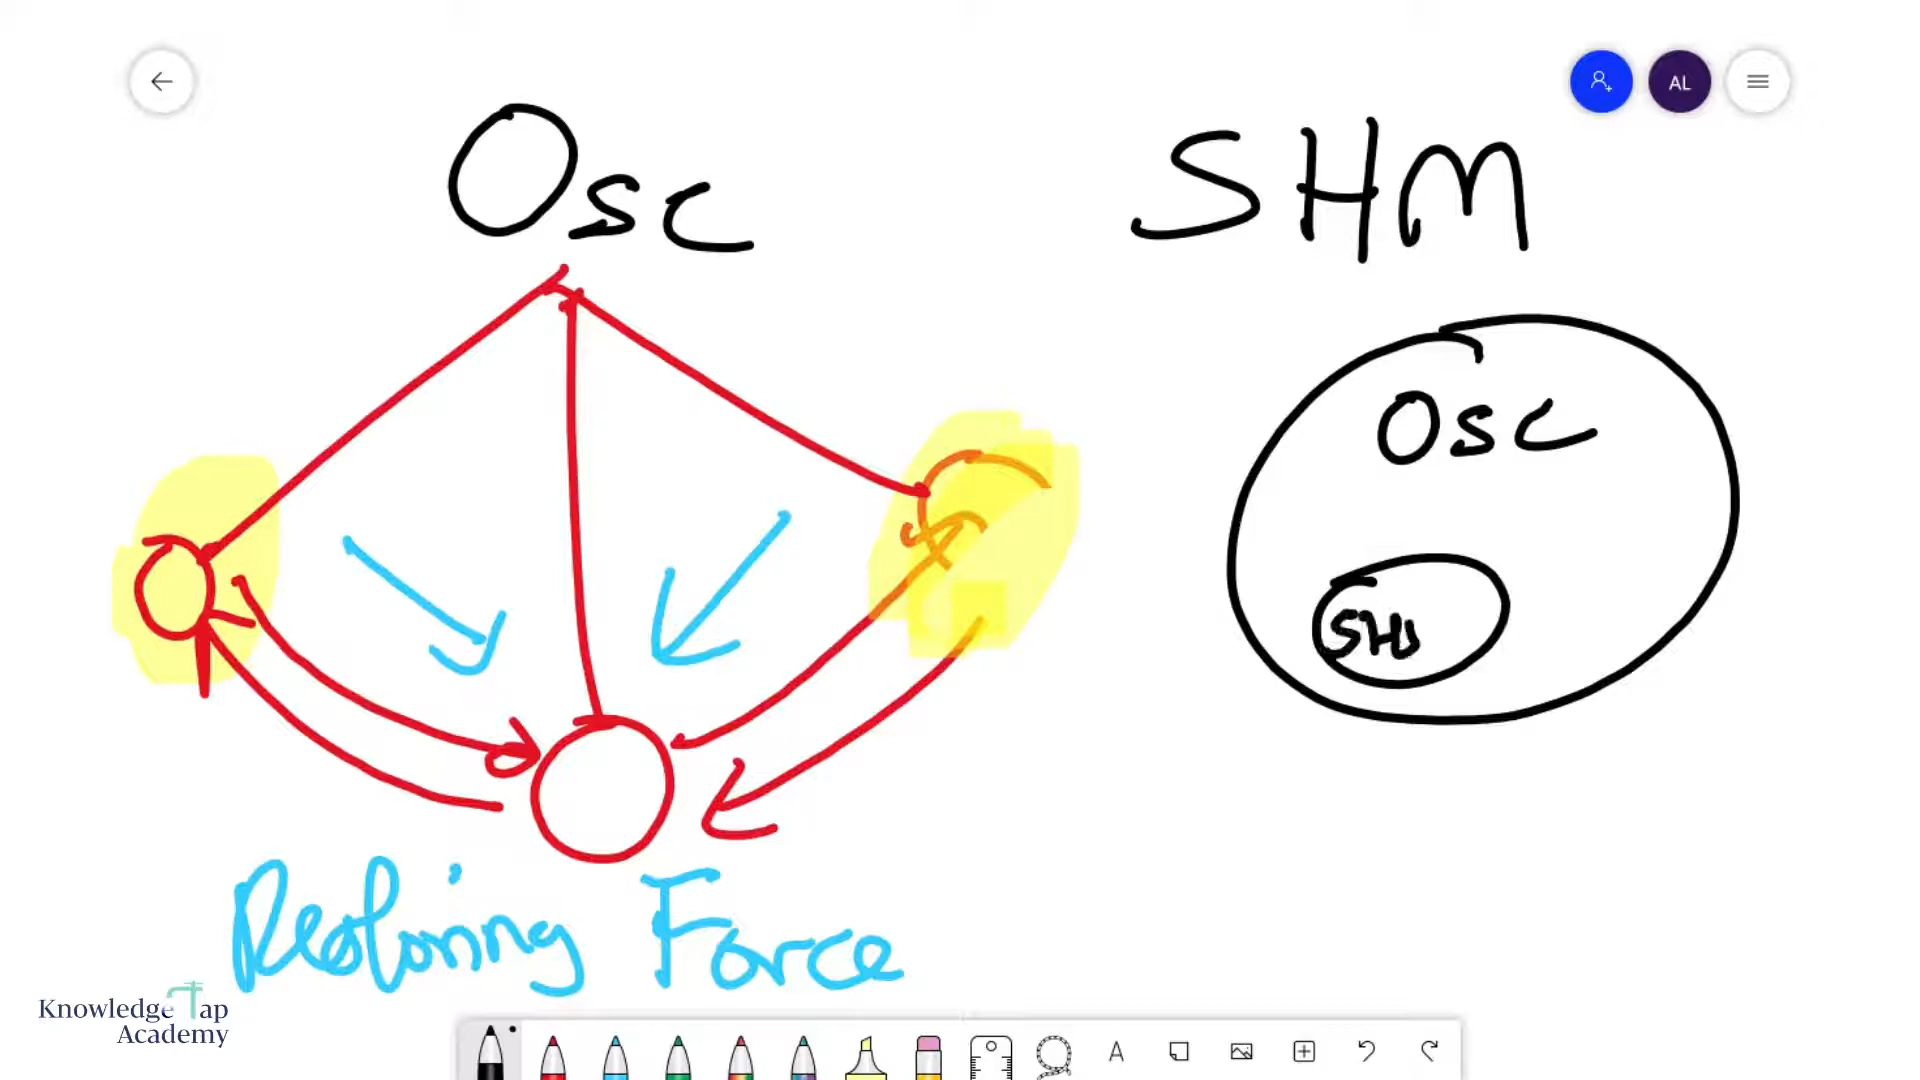 AL
Osc
SHM
Osc
SHM
Restoring Force
Knowledge Tap
Academy
A